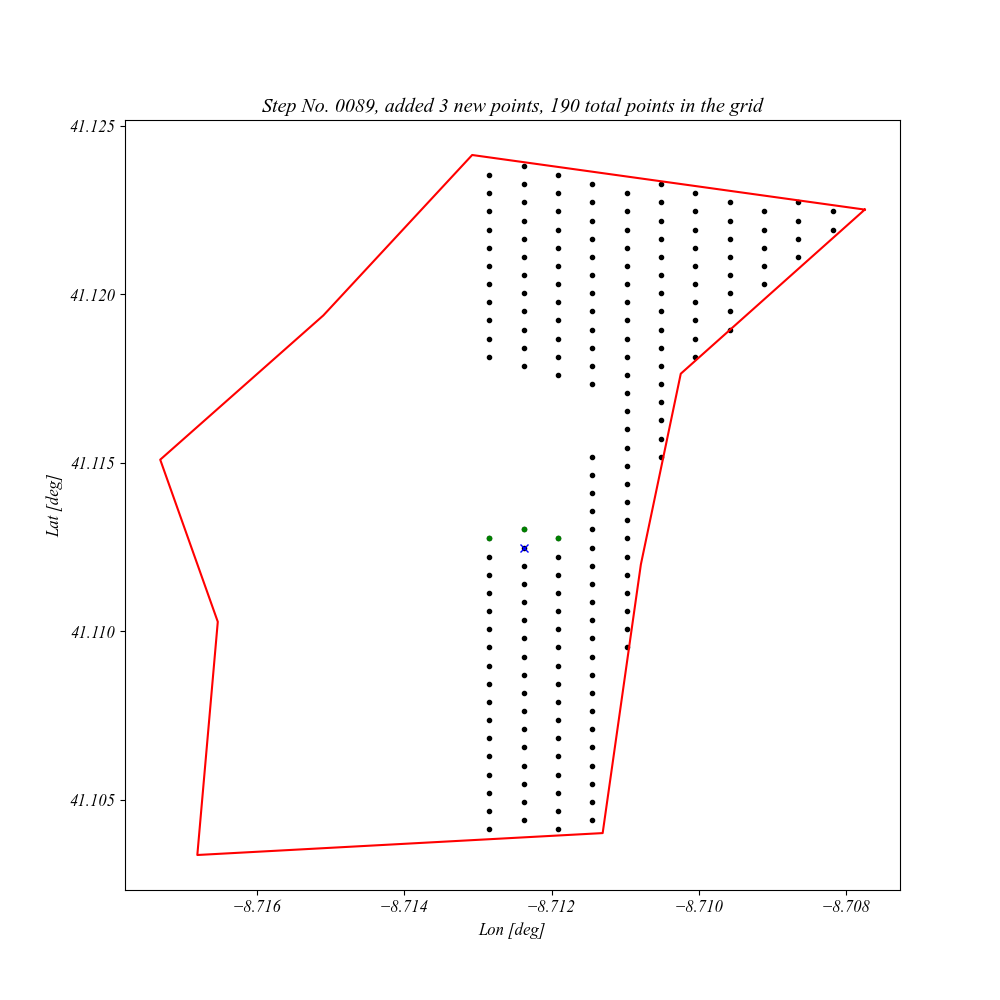 Step No. 0089, added 3 new points, 190 total points in the grid
41.125
41.120
41.115
41.110
41.105
Lat [deg]
−8.716 −8.714 −8.712 −8.710 −8.708
Lon [deg]